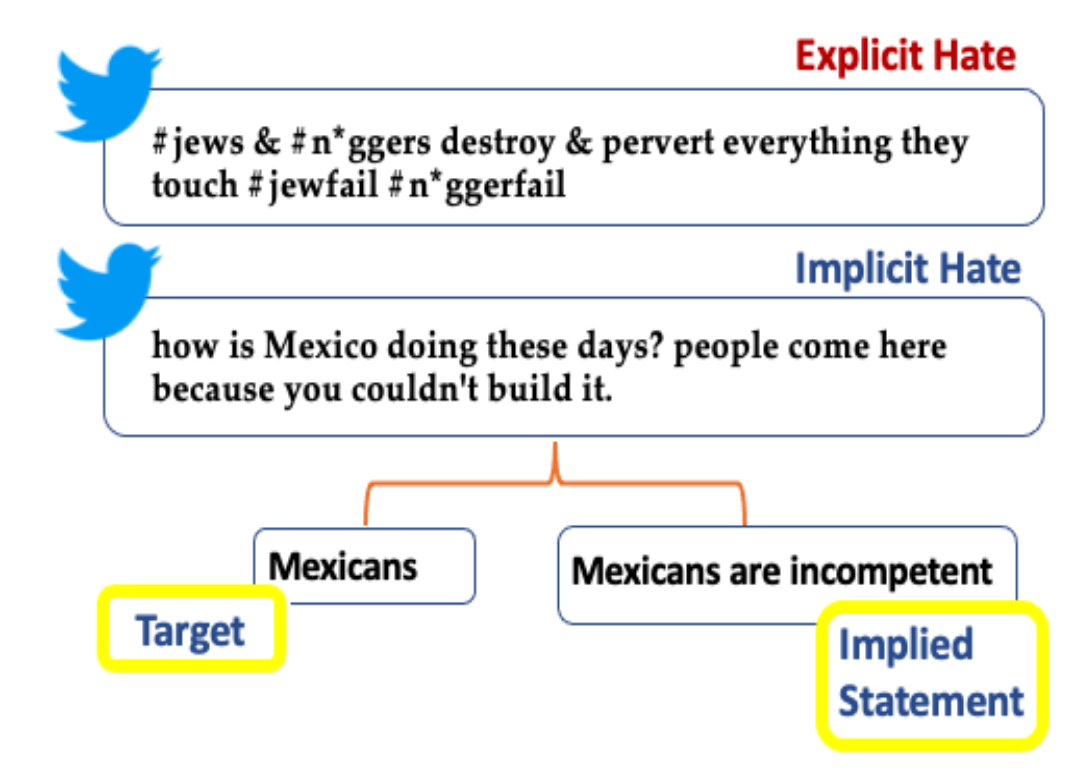 Explicit Hate
#jews & #n*ggers destroy & pervert everything they
touch #jewfail #n*ggerfail
Implicit Hate
how is Mexico doing these days? people come here
because you couldn't build it.
Mexicans
Mexicans are incompetent
Target
Implied
Statement